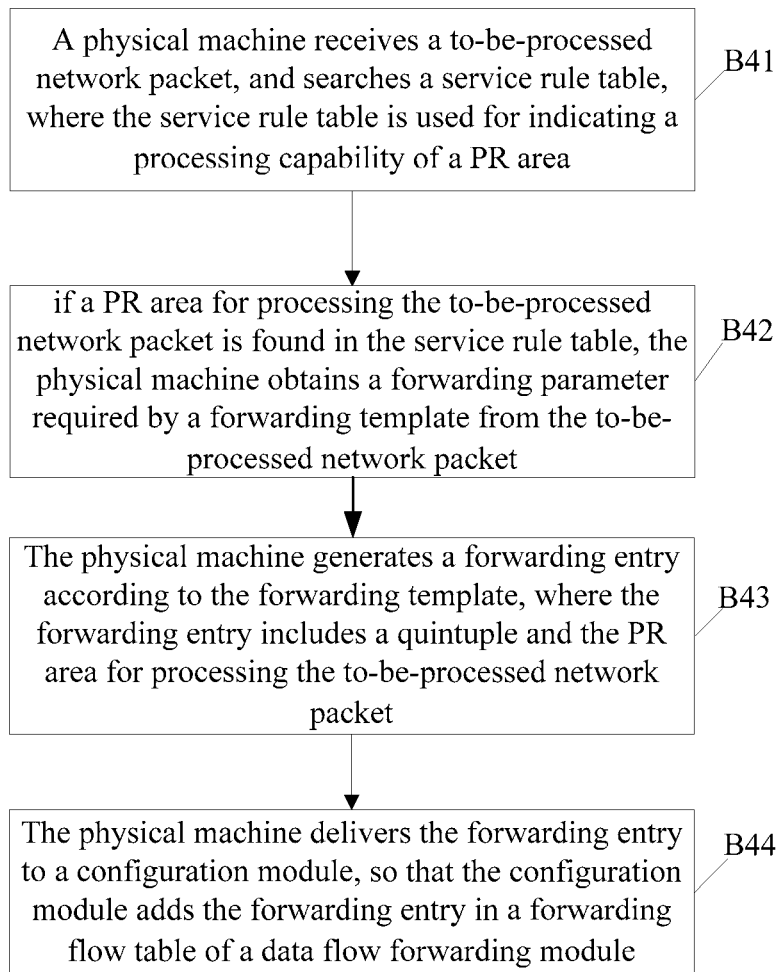 A physical machine receives a to-be-processed
network packet, and searches a service rule table,
where the service rule table is used for indicating a
processing capability of a PR area
B41
if a PR area for processing the to-be-processed
network packet is found in the service rule table, the
physical machine obtains a forwarding parameter
required by a forwarding template from the to-be-
processed network packet
B42
The physical machine generates a forwarding entry
according to the forwarding template, where the
forwarding entry includes a quintuple and the PR
area for processing the to-be-processed network
packet
B43
The physical machine delivers the forwarding entry
to a configuration module, so that the configuration
module adds the forwarding entry in a forwarding
flow table of a data flow forwarding module
B44